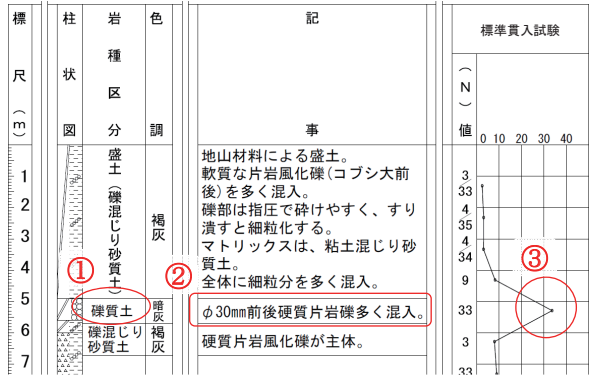 標尺(m)
柱状図
岩種区分
色調
記事
標準貫入試験
(N)値
0 10 20 30 40
1
2
3
4
5
6
7
盛土(礫混じり砂質土)
褐灰
地山材料による盛土。
軟質な片岩風化礫(コブシ大前
後)を多く混入。
礫部は指圧で砕けやすく、すり
潰すと細粒化する。
マトリックスは、粘土混じり砂
質土。
全体に細粒分を多く混入。
①
礫質土
暗灰
②
φ30mm前後硬質片岩礫多く混入。
礫混じり
砂質土
褐灰
硬質片岩風化礫が主体。
3
33
4
35
4
34
9
③
33
3
33